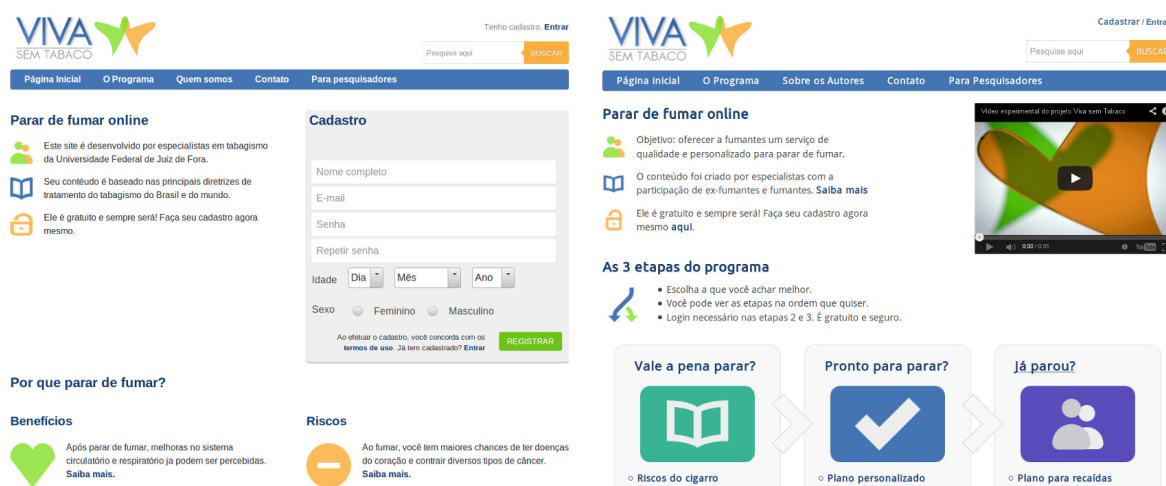 VIVA
SEM TABACO
Tenho cadastro. Entrar
Pesquise aqui
BUSCAR
Página Inicial O Programa Quem somos Contato Para pesquisadores
Parar de fumar online
Este site é desenvolvido por especialistas em tabagismo
da Universidade Federal de Juiz de Fora.
Seu contéudo é baseado nas principais diretrizes de
tratamento do tabagismo do Brasil e do mundo.
Ele é gratuito e sempre será! Faça seu cadastro agora
mesmo.
Cadastro
Nome completo
E-mail
Senha
Repetir senha
Idade Dia Mês Ano
Sexo Feminino Masculino
Ao efetuar o cadastro, você concorda com os
termos de uso. Já tem cadastrado? Entrar
REGISTRAR
Por que parar de fumar?
Benefícios
Após parar de fumar, melhoras no sistema
circulatório e respiratório ja podem ser percebidas.
Saiba mais.
Riscos
Ao fumar, você tem maiores chances de ter doenças
do coração e contrair diversos tipos de câncer.
Saiba mais.
VIVA
SEM TABACO
Cadastrar / Entra
Pesquise aqui
BUSCAR
Página Inicial O Programa Sobre os Autores Contato Para Pesquisadores
Parar de fumar online
Objetivo: oferecer a fumantes um serviço de
qualidade e personalizado para parar de fumar.
O conteúdo foi criado por especialistas com a
participação de ex-fumantes e fumantes. Saiba mais
Ele é gratuito e sempre será! Faça seu cadastro agora
mesmo aqui.
Vídeo experimental do projeto Viva sem Tabaco
0:00 / 0:05
YouTube
As 3 etapas do programa
• Escolha a que você achar melhor.
• Você pode ver as etapas na ordem que quiser.
• Login necessário nas etapas 2 e 3. É gratuito e seguro.
Vale a pena parar?
Pronto para parar?
Já parou?
○ Riscos do cigarro
○ Plano personalizado
○ Plano para recaídas